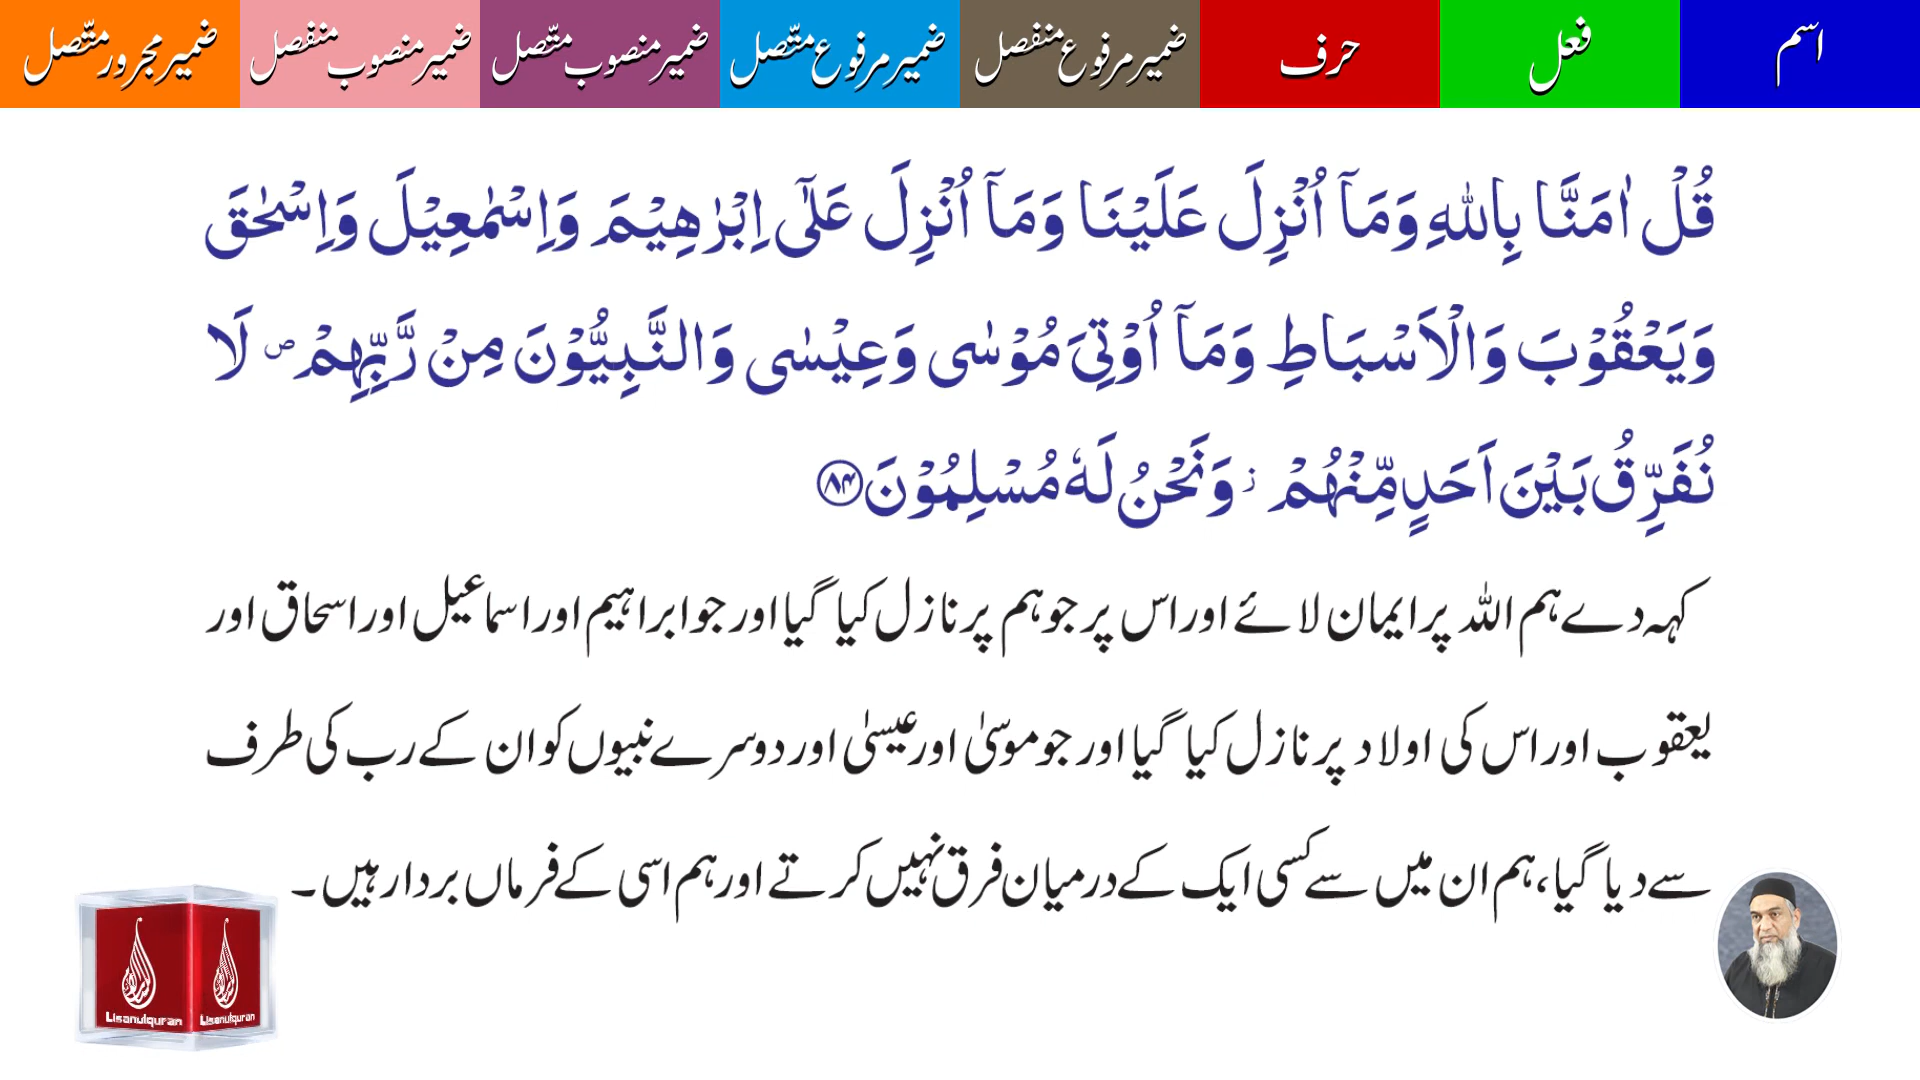 اسم
فعل
حرف
ضمیر مرفوع منفصل
ضمیر مرفوع متّصل
ضمیر منصوب متّصل
ضمیر منصوب منفصل
ضمیر مجرور متّصل
قُلْ اٰمَنَّا بِاللّٰهِ وَمَاۤ اُنْزِلَ عَلَيْنَا وَمَاۤ اُنْزِلَ عَلٰۤى اِبْرٰهِيْمَ وَاِسْمٰعِيْلَ وَاِسْحٰقَ
وَيَعْقُوْبَ وَالْاَسْبَاطِ وَمَاۤ اُوْتِيَ مُوْسٰى وَعِيْسٰى وَالنَّبِيُّوْنَ مِنْ رَّبِّهِمْ ۪ لَا
نُفَرِّقُ بَيْنَ اَحَدٍ مِّنْهُمْ ۡ وَنَحْنُ لَهٗ مُسْلِمُوْنَ ﴿۸۴﴾
کہہ دے ہم اللہ پر ایمان لائے اور اس پر جو ہم پر نازل کیا گیا اور جو ابراہیم اور اسماعیل اور اسحاق اور
یعقوب اور اس کی اولاد پر نازل کیا گیا اور جو موسیٰ اور عیسیٰ اور دوسرے نبیوں کو ان کے رب کی طرف
سے دیا گیا، ہم ان میں سے کسی ایک کے درمیان فرق نہیں کرتے اور ہم اسی کے فرماں بردار ہیں۔
Lisanulquran
Lisanulquran